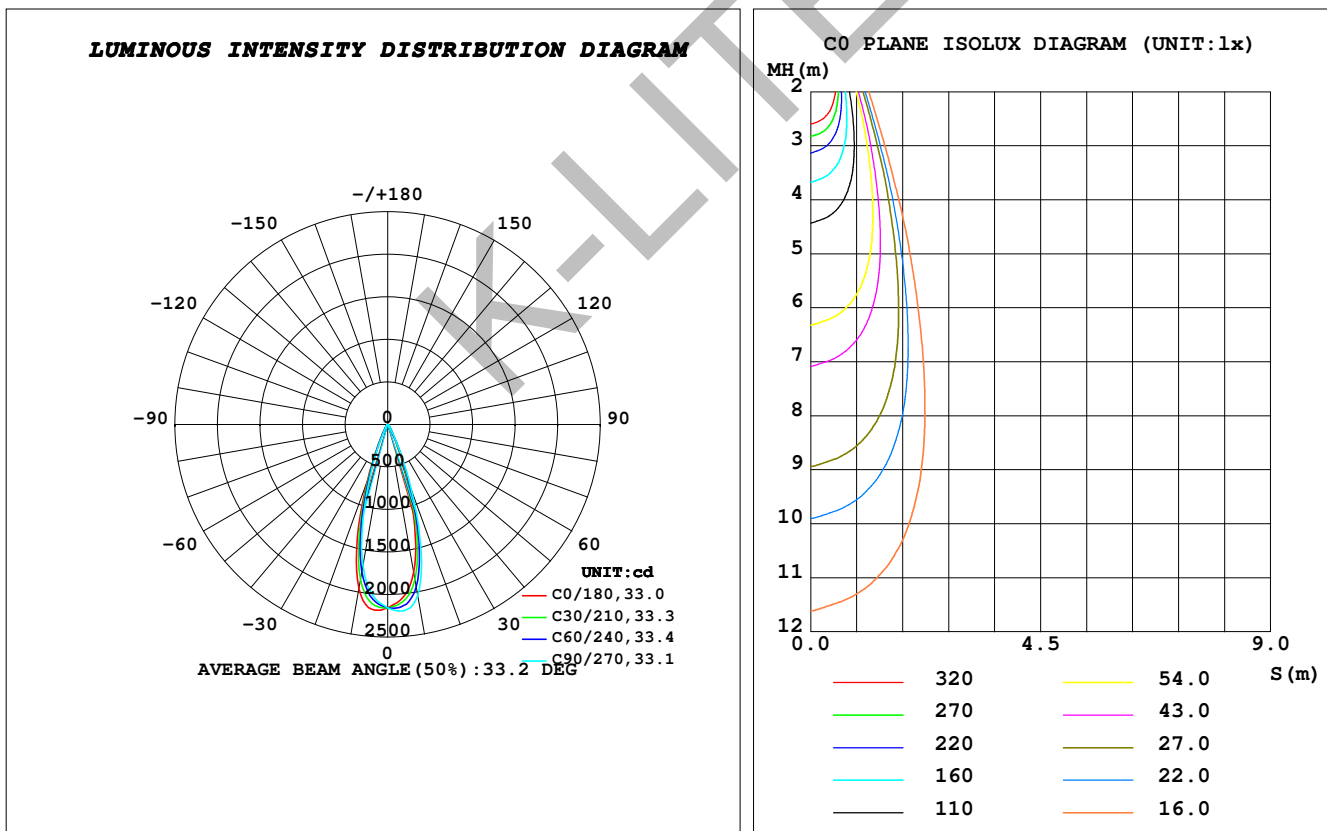 LUMINOUS INTENSITY DISTRIBUTION DIAGRAM
-/+180
-150
150
-120
120
-90
90
-60
60
-30
30
0
0
500
1000
1500
2000
2500
UNIT:cd
C0/180,33.0
C30/210,33.3
C60/240,33.4
C90/270,33.1
AVERAGE BEAM ANGLE(50%):33.2 DEG
K-LITE
C0 PLANE ISOLUX DIAGRAM (UNIT:lx)
MH(m)
2
3
4
5
6
7
8
9
10
11
12
0.0 4.5 9.0
S(m)
320 54.0
270 43.0
220 27.0
160 22.0
110 16.0